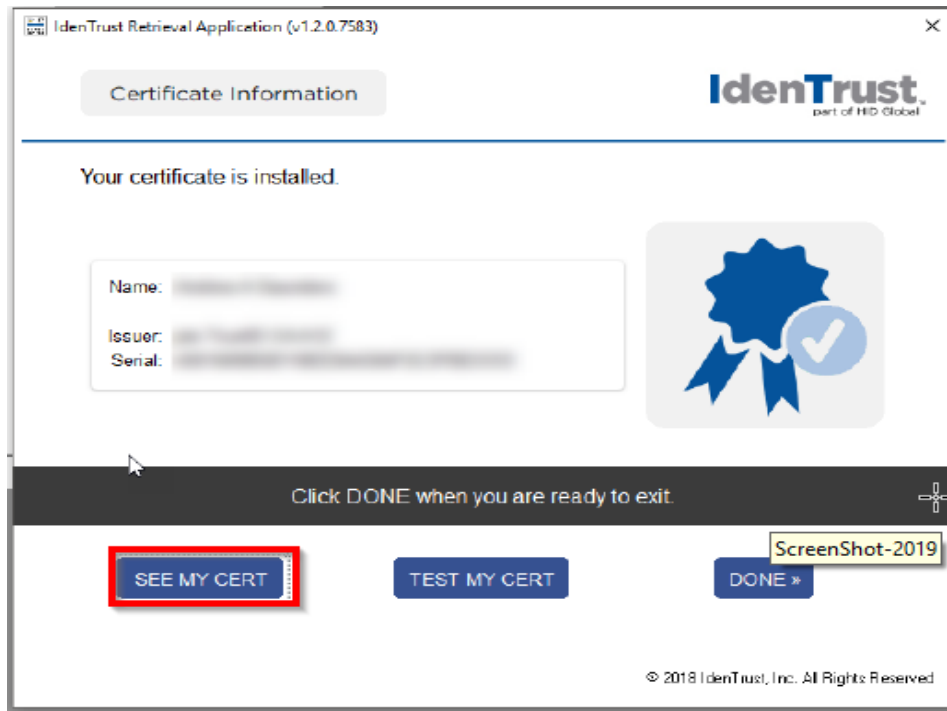 IdenTrust Retrieval Application (v1.2.0.7583)
Certificate Information
IdenTrust
part of HID Global
Your certificate is installed.
Name:
Issuer:
Serial:
Click DONE when you are ready to exit.
ScreenShot-2019
SEE MY CERT TEST MY CERT DONE »
© 2018 IdenTrust, Inc. All Rights Reserved